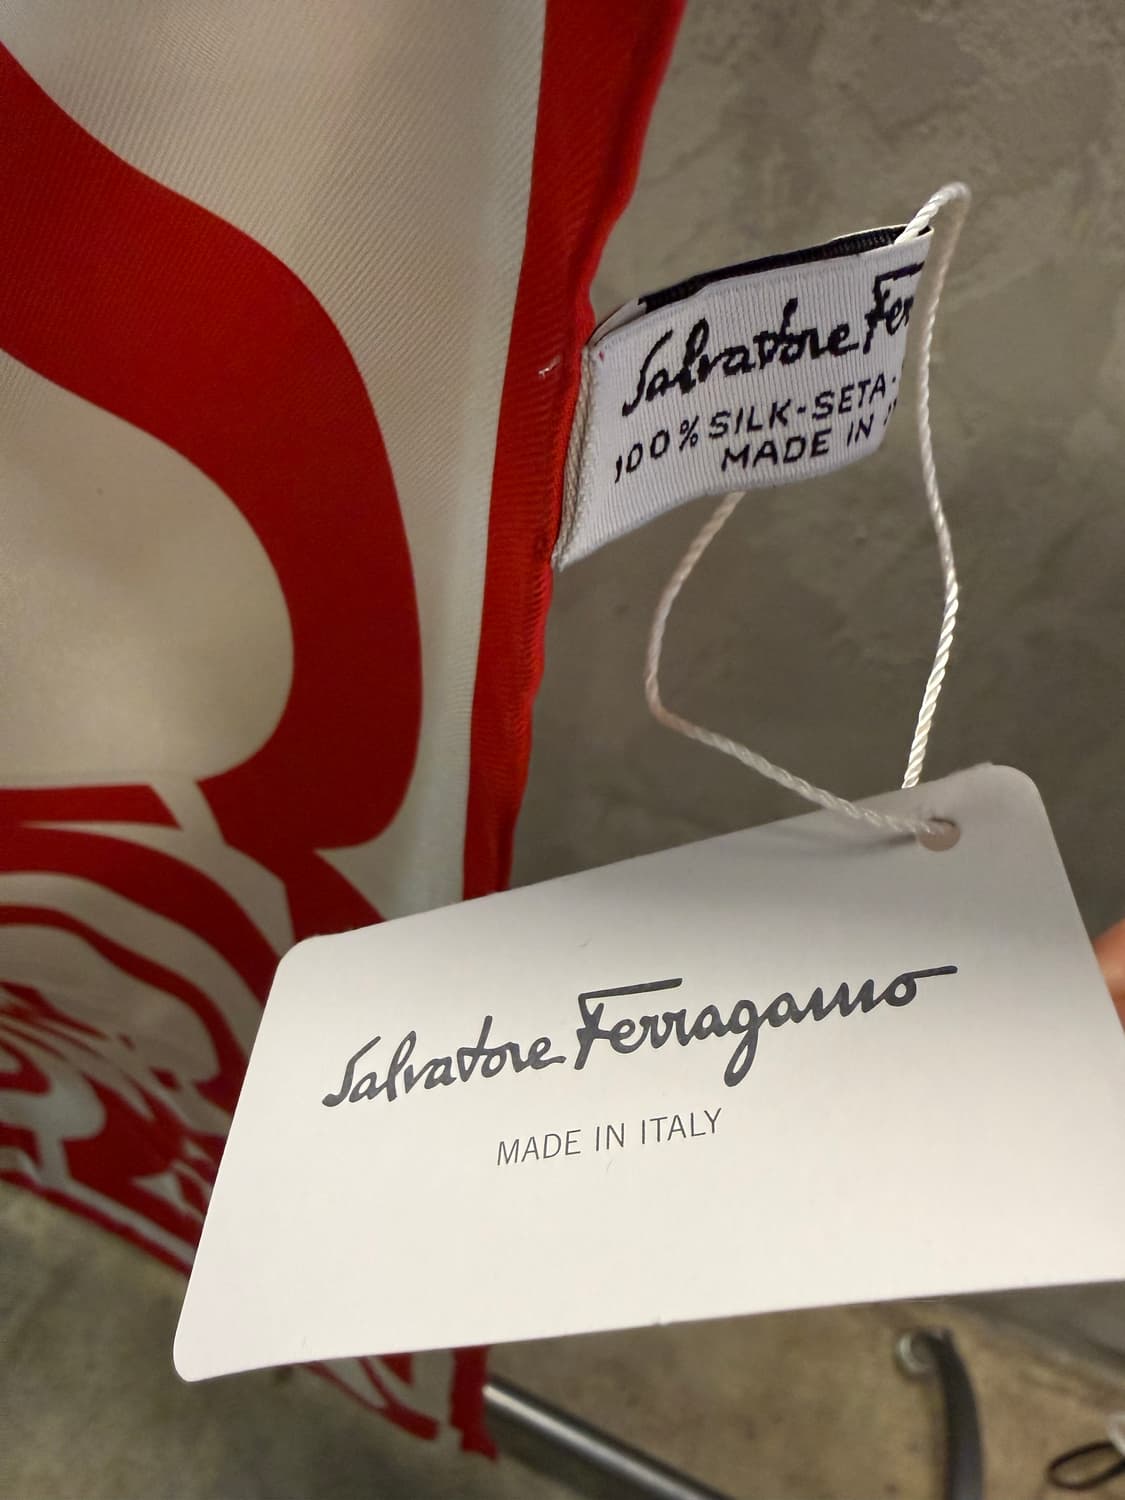 Salvatore Fer
100% SILK-SETA-
MADE IN
Salvatore Ferragamo
MADE IN ITALY